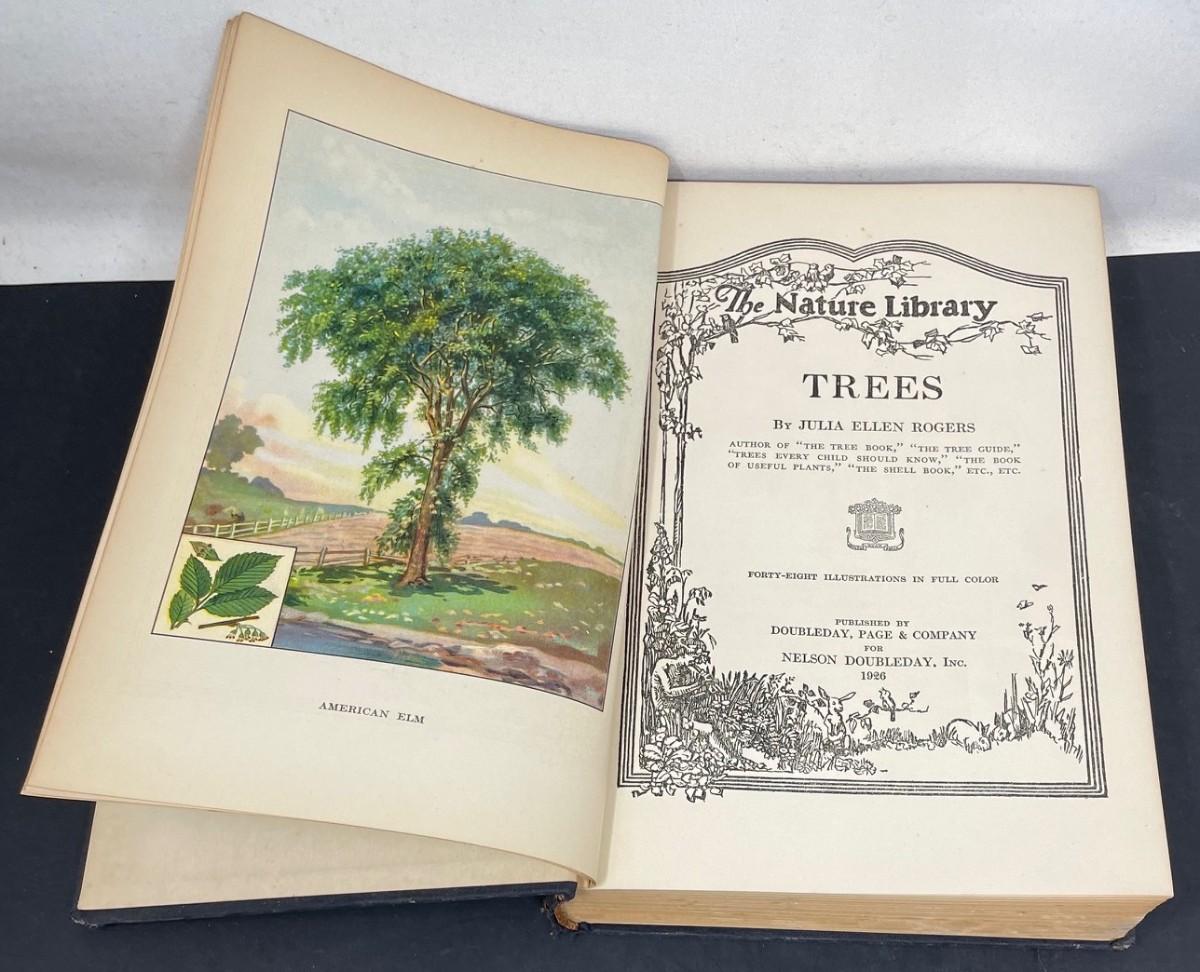 AMERICAN ELM
The Nature Library
TREES
By JULIA ELLEN ROGERS
AUTHOR OF "THE TREE BOOK," "THE TREE GUIDE,"
"TREES EVERY CHILD SHOULD KNOW," "THE BOOK
OF USEFUL PLANTS," "THE SHELL BOOK," ETC., ETC.
FORTY-EIGHT ILLUSTRATIONS IN FULL COLOR
PUBLISHED BY
DOUBLEDAY, PAGE & COMPANY
FOR
NELSON DOUBLEDAY, Inc.
1926